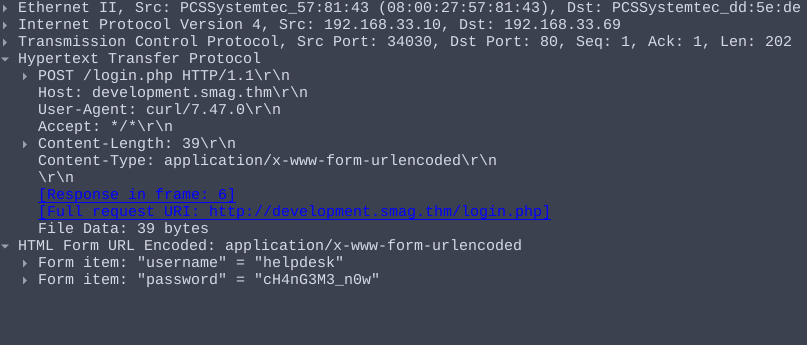 Ethernet II, Src: PCSSystemtec_57:81:43 (08:00:27:57:81:43), Dst: PCSSystemtec_dd:5e:de
Internet Protocol Version 4, Src: 192.168.33.10, Dst: 192.168.33.69
Transmission Control Protocol, Src Port: 34030, Dst Port: 80, Seq: 1, Ack: 1, Len: 202
Hypertext Transfer Protocol
POST /login.php HTTP/1.1\r\n
Host: development.smag.thm\r\n
User-Agent: curl/7.47.0\r\n
Accept: */*\r\n
Content-Length: 39\r\n
Content-Type: application/x-www-form-urlencoded\r\n
\r\n
[Response in frame: 6]
[Full request URI: http://development.smag.thm/login.php]
File Data: 39 bytes
HTML Form URL Encoded: application/x-www-form-urlencoded
Form item: "username" = "helpdesk"
Form item: "password" = "cH4nG3M3_n0w"